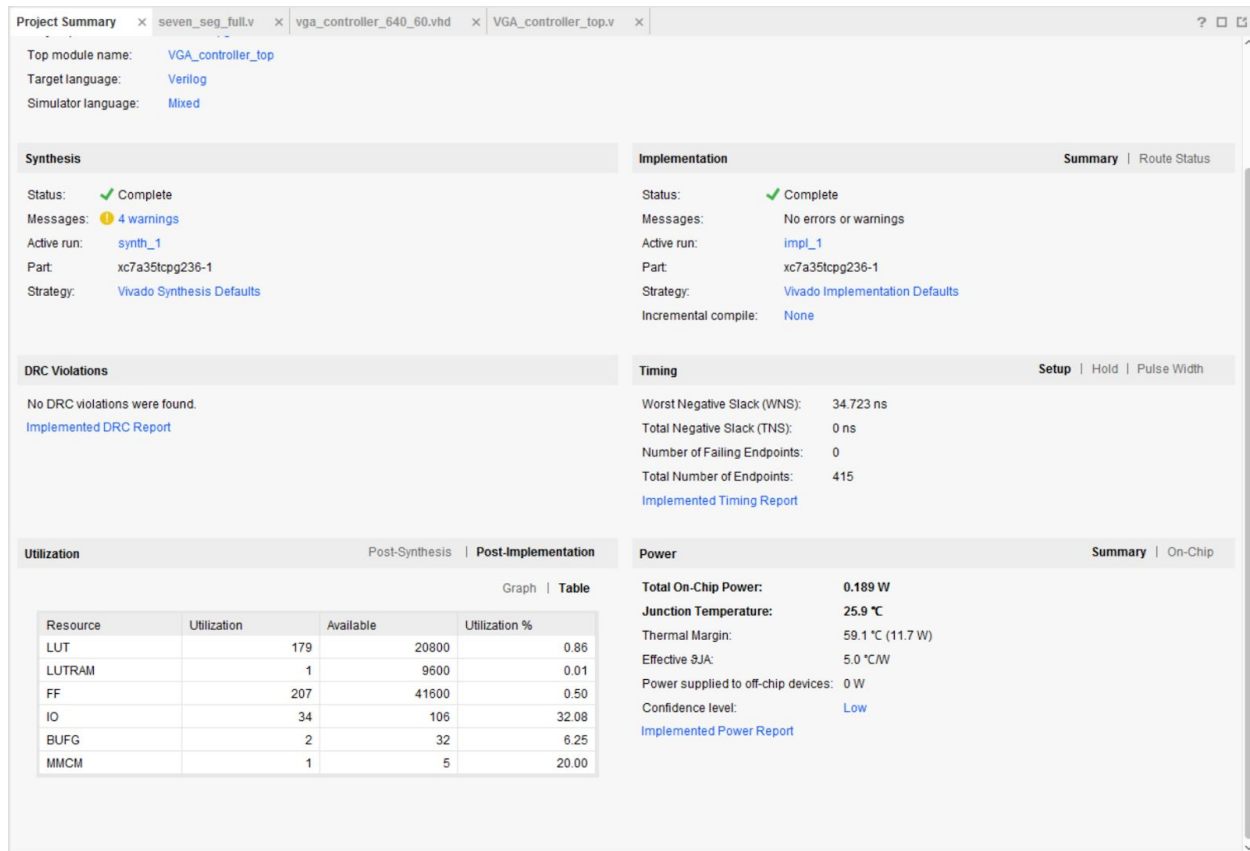 Project Summary × seven_seg_full.v × vga_controller_640_60.vhd × VGA_controller_top.v × ?
Top module name: VGA_controller_top
Target language: Verilog
Simulator language: Mixed
Synthesis
Status: Complete
Messages: 4 warnings
Active run: synth_1
Part: xc7a35tcpg236-1
Strategy: Vivado Synthesis Defaults
Implementation Summary | Route Status
Status: Complete
Messages: No errors or warnings
Active run: impl_1
Part: xc7a35tcpg236-1
Strategy: Vivado Implementation Defaults
Incremental compile: None
DRC Violations
No DRC violations were found.
Implemented DRC Report
Timing Setup | Hold | Pulse Width
Worst Negative Slack (WNS): 34.723 ns
Total Negative Slack (TNS): 0 ns
Number of Failing Endpoints: 0
Total Number of Endpoints: 415
Implemented Timing Report
Utilization Post-Synthesis | Post-Implementation
Graph | Table
Resource Utilization Available Utilization %
LUT 179 20800 0.86
LUTRAM 1 9600 0.01
FF 207 41600 0.50
IO 34 106 32.08
BUFG 2 32 6.25
MMCM 1 5 20.00
Power Summary | On-Chip
Total On-Chip Power: 0.189 W
Junction Temperature: 25.9 °C
Thermal Margin: 59.1 °C (11.7 W)
Effective ϑJA: 5.0 °C/W
Power supplied to off-chip devices: 0 W
Confidence level: Low
Implemented Power Report